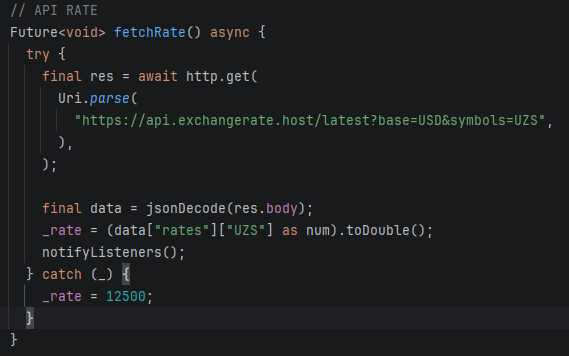 // API RATE
Future<void> fetchRate() async {
try {
final res = await http.get(
Uri.parse(
"https://api.exchangerate.host/latest?base=USD&symbols=UZS",
),
);
final data = jsonDecode(res.body);
_rate = (data["rates"]["UZS"] as num).toDouble();
notifyListeners();
} catch (_) {
_rate = 12500;
}
}